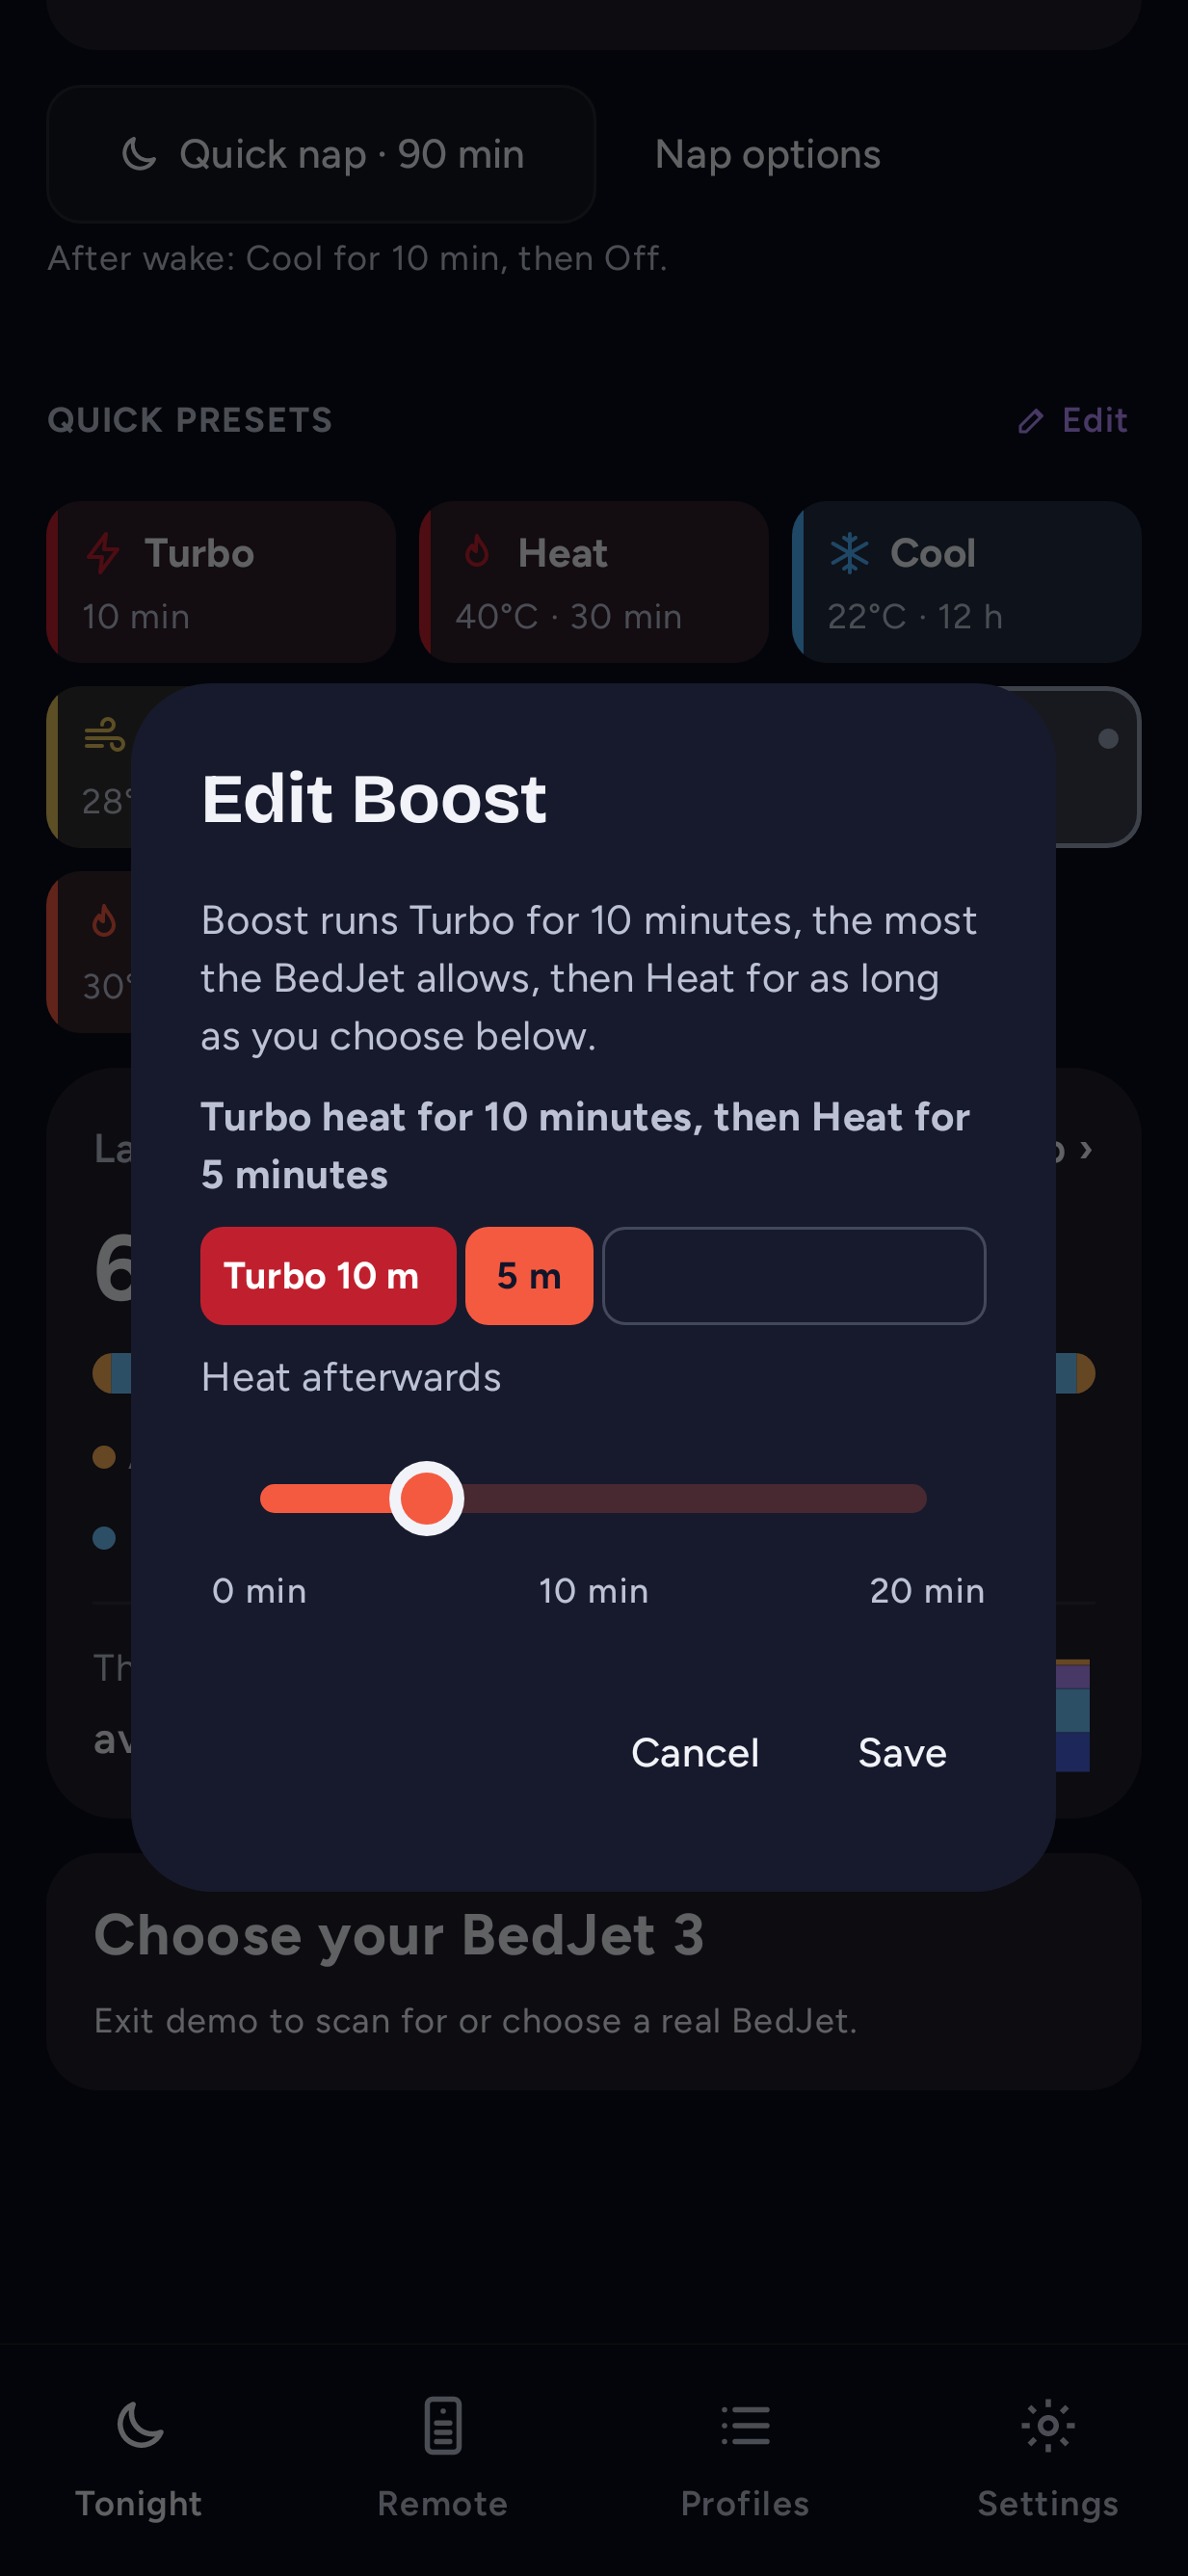 Quick nap · 90 min
Nap options
After wake: Cool for 10 min, then Off.
QUICK PRESETS
Edit
Turbo
10 min
Heat
40°C · 30 min
Cool
22°C · 12 h
Edit Boost
Boost runs Turbo for 10 minutes, the most
the BedJet allows, then Heat for as long
as you choose below.
Turbo heat for 10 minutes, then Heat for
5 minutes
Turbo 10 m
5 m
Heat afterwards
0 min
10 min
20 min
Cancel
Save
Choose your BedJet 3
Exit demo to scan for or choose a real BedJet.
Tonight
Remote
Profiles
Settings